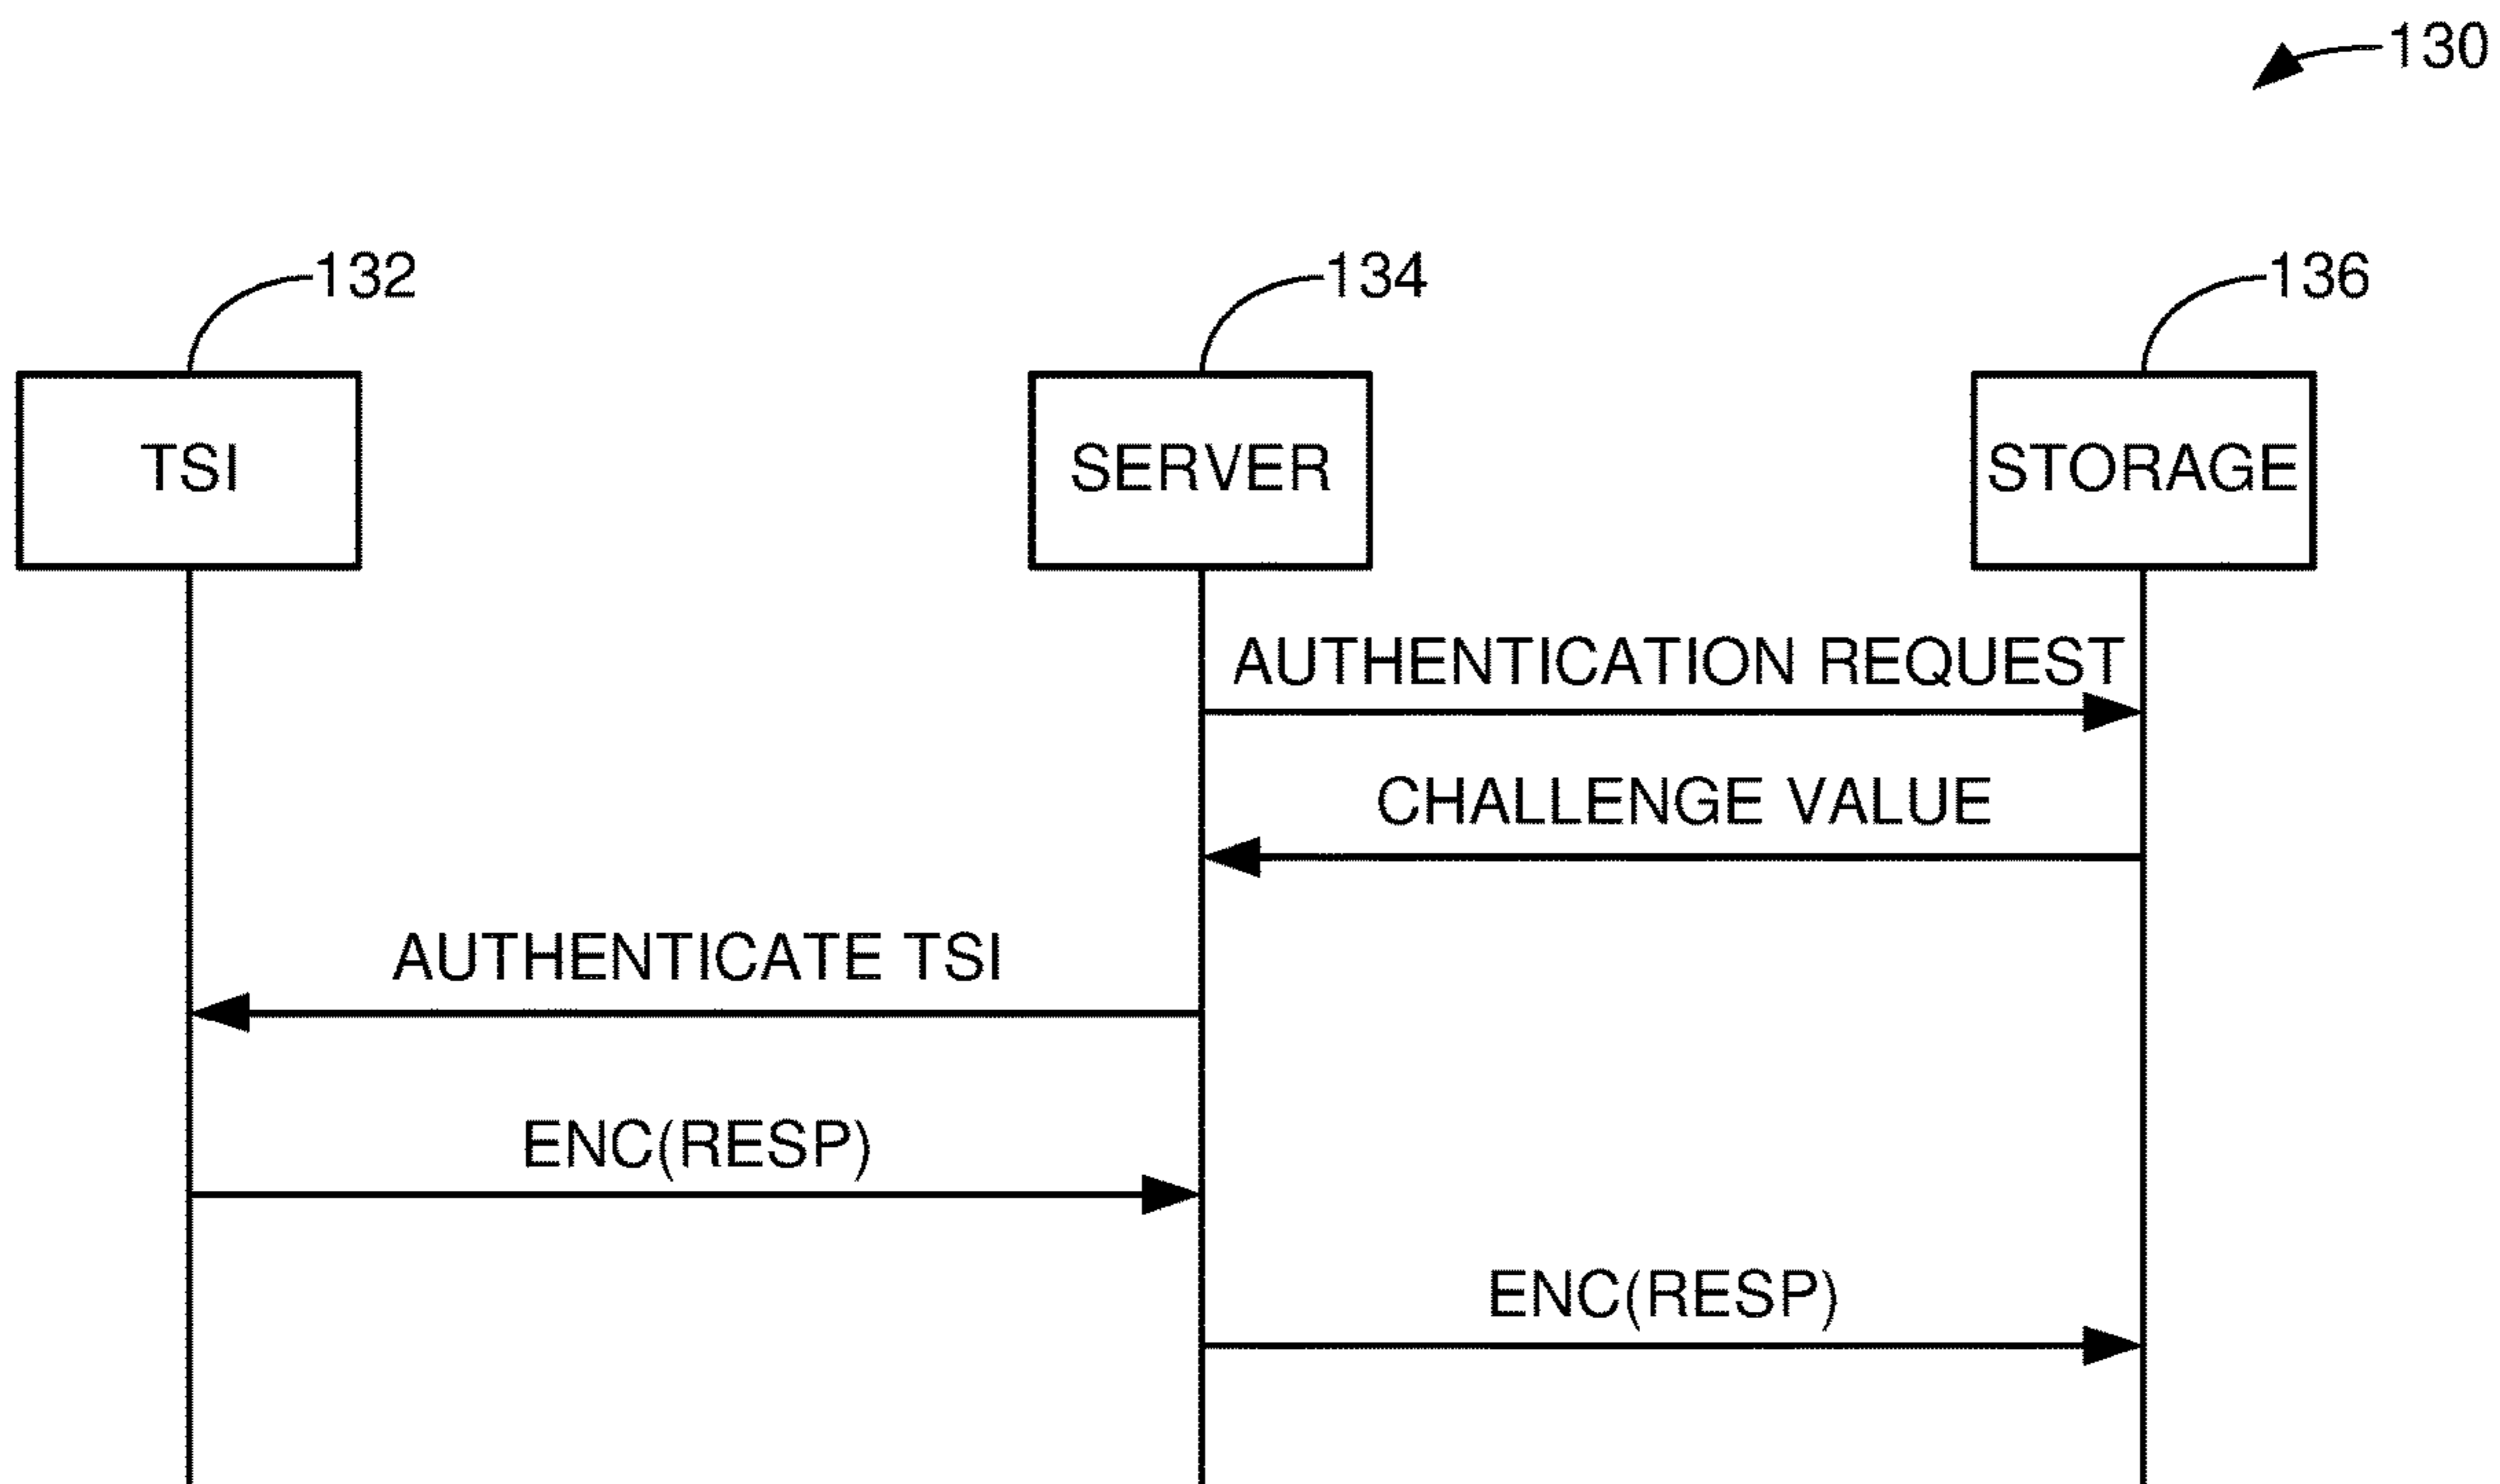 130
132
134
136
TSI
SERVER
STORAGE
AUTHENTICATION REQUEST
CHALLENGE VALUE
AUTHENTICATE TSI
ENC(RESP)
ENC(RESP)